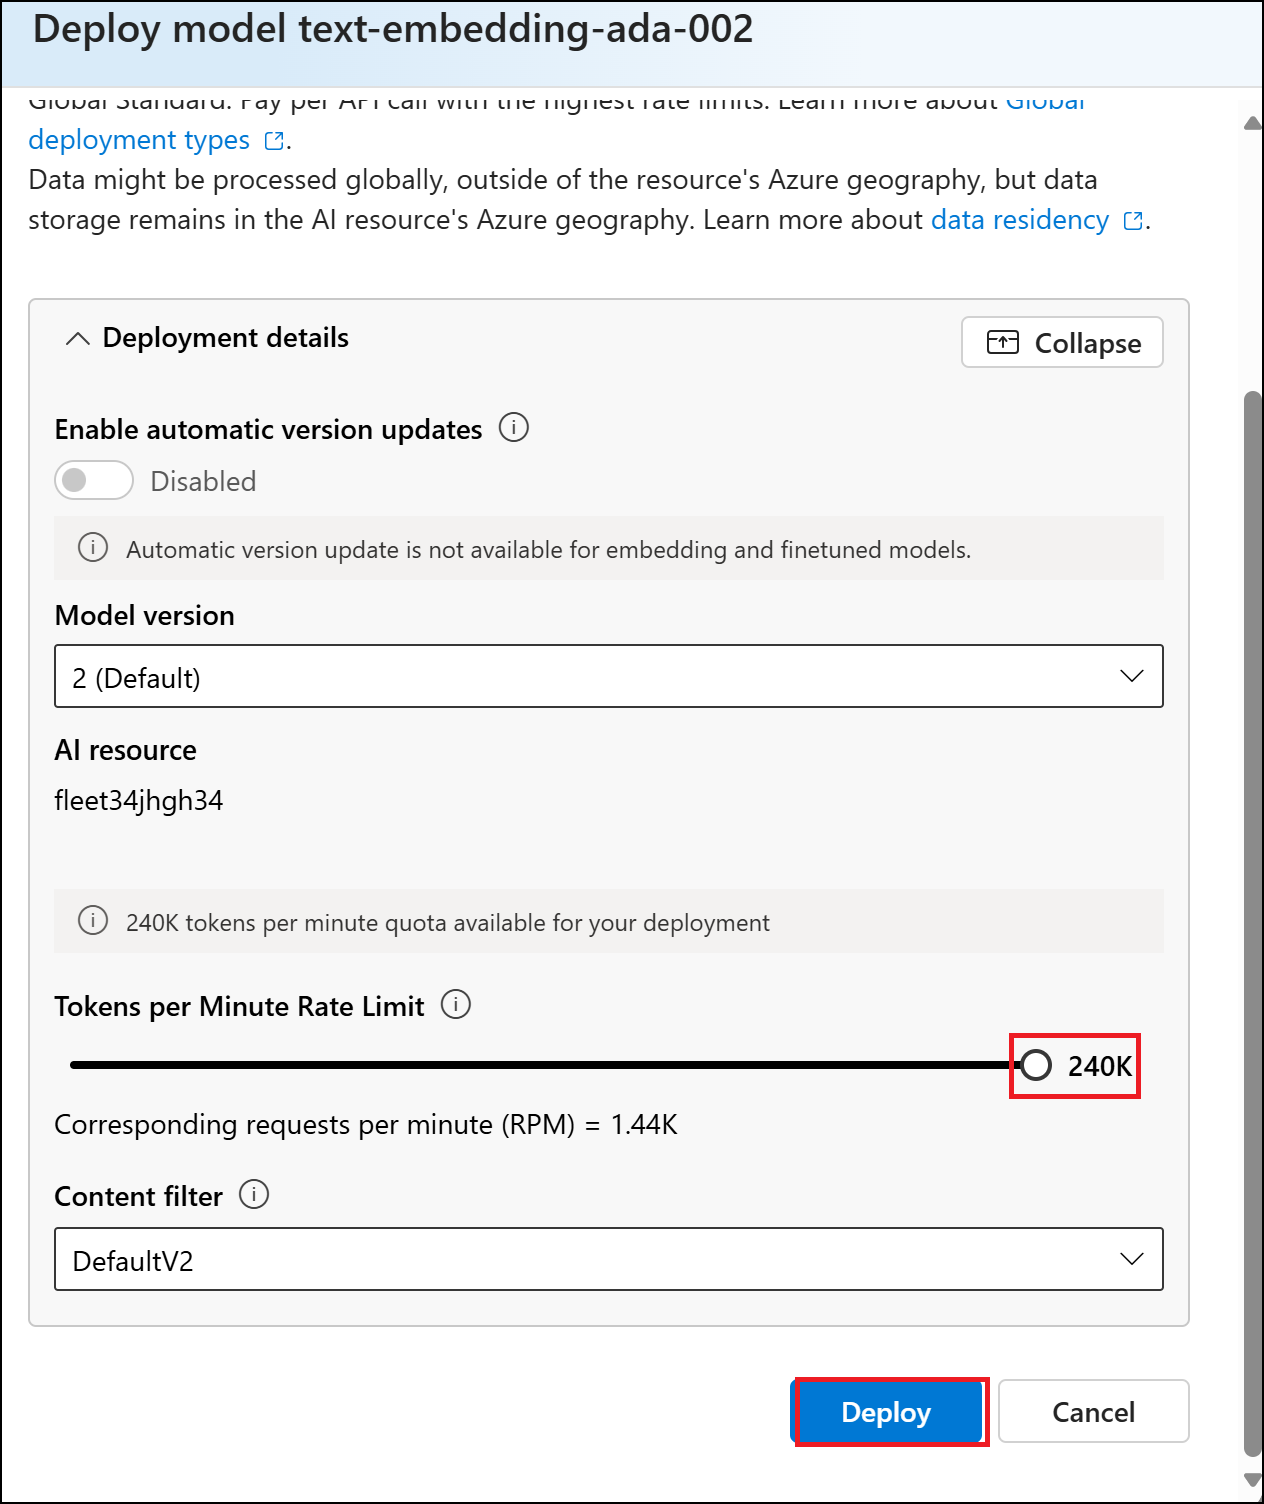 Deploy model text-embedding-ada-002
Global Standard: Pay per API call with the highest rate limits. Learn more about Global
deployment types .
Data might be processed globally, outside of the resource's Azure geography, but data
storage remains in the AI resource's Azure geography. Learn more about data residency .
Deployment details
Collapse
Enable automatic version updates
Disabled
Automatic version update is not available for embedding and finetuned models.
Model version
2 (Default)
AI resource
fleet34jhgh34
240K tokens per minute quota available for your deployment
Tokens per Minute Rate Limit
240K
Corresponding requests per minute (RPM) = 1.44K
Content filter
DefaultV2
Deploy
Cancel